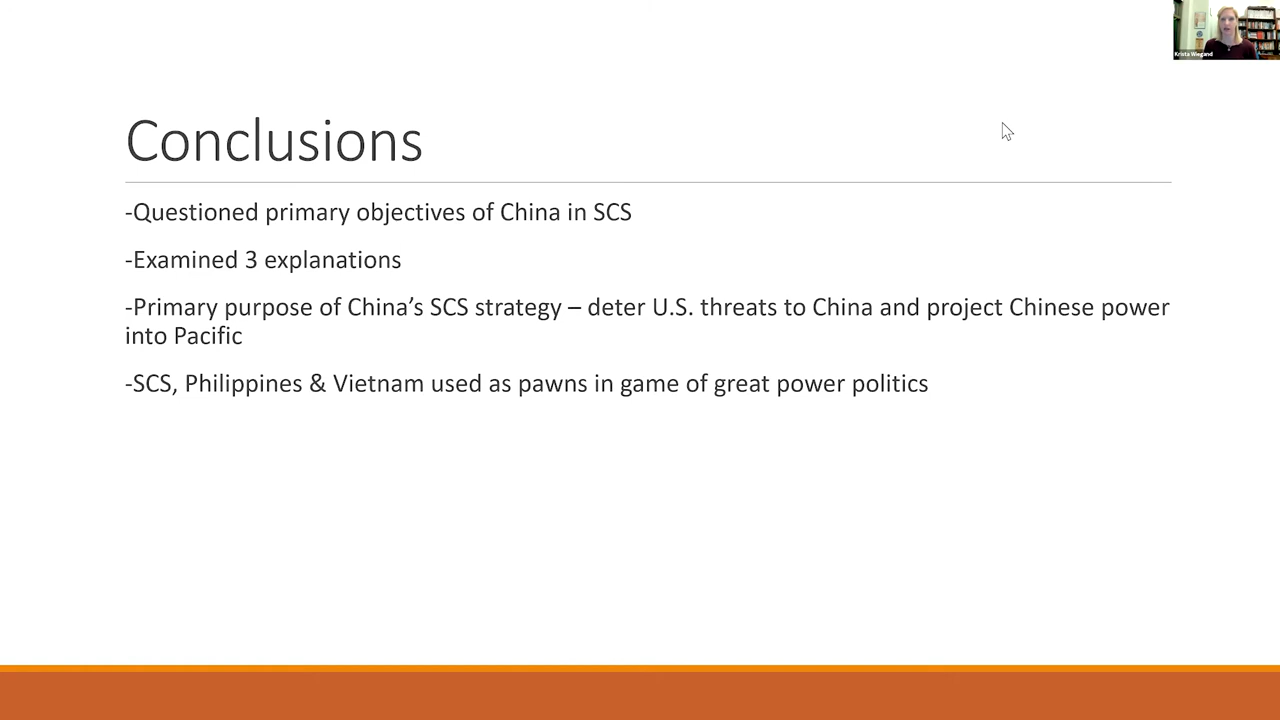 Krista Wiegand
Conclusions
-Questioned primary objectives of China in SCS
-Examined 3 explanations
-Primary purpose of China’s SCS strategy – deter U.S. threats to China and project Chinese power
into Pacific
-SCS, Philippines & Vietnam used as pawns in game of great power politics